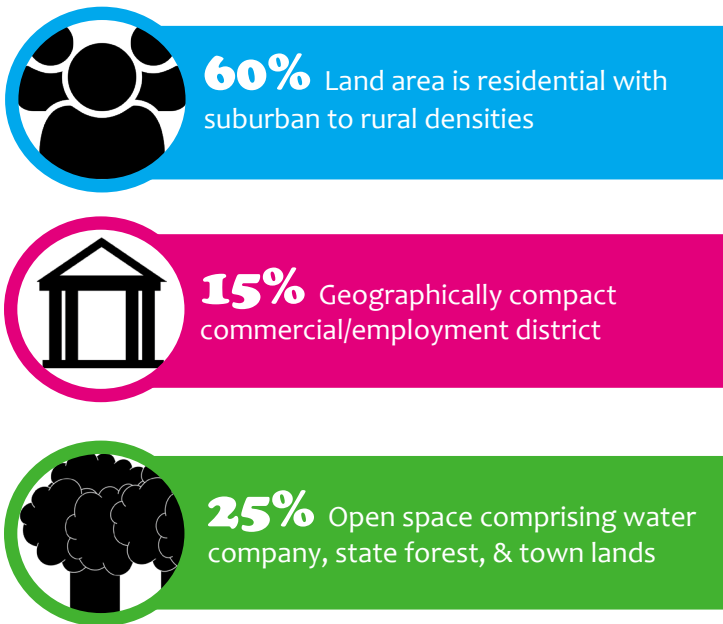 60% Land area is residential with
suburban to rural densities
15% Geographically compact
commercial/employment district
25% Open space comprising water
company, state forest, & town lands